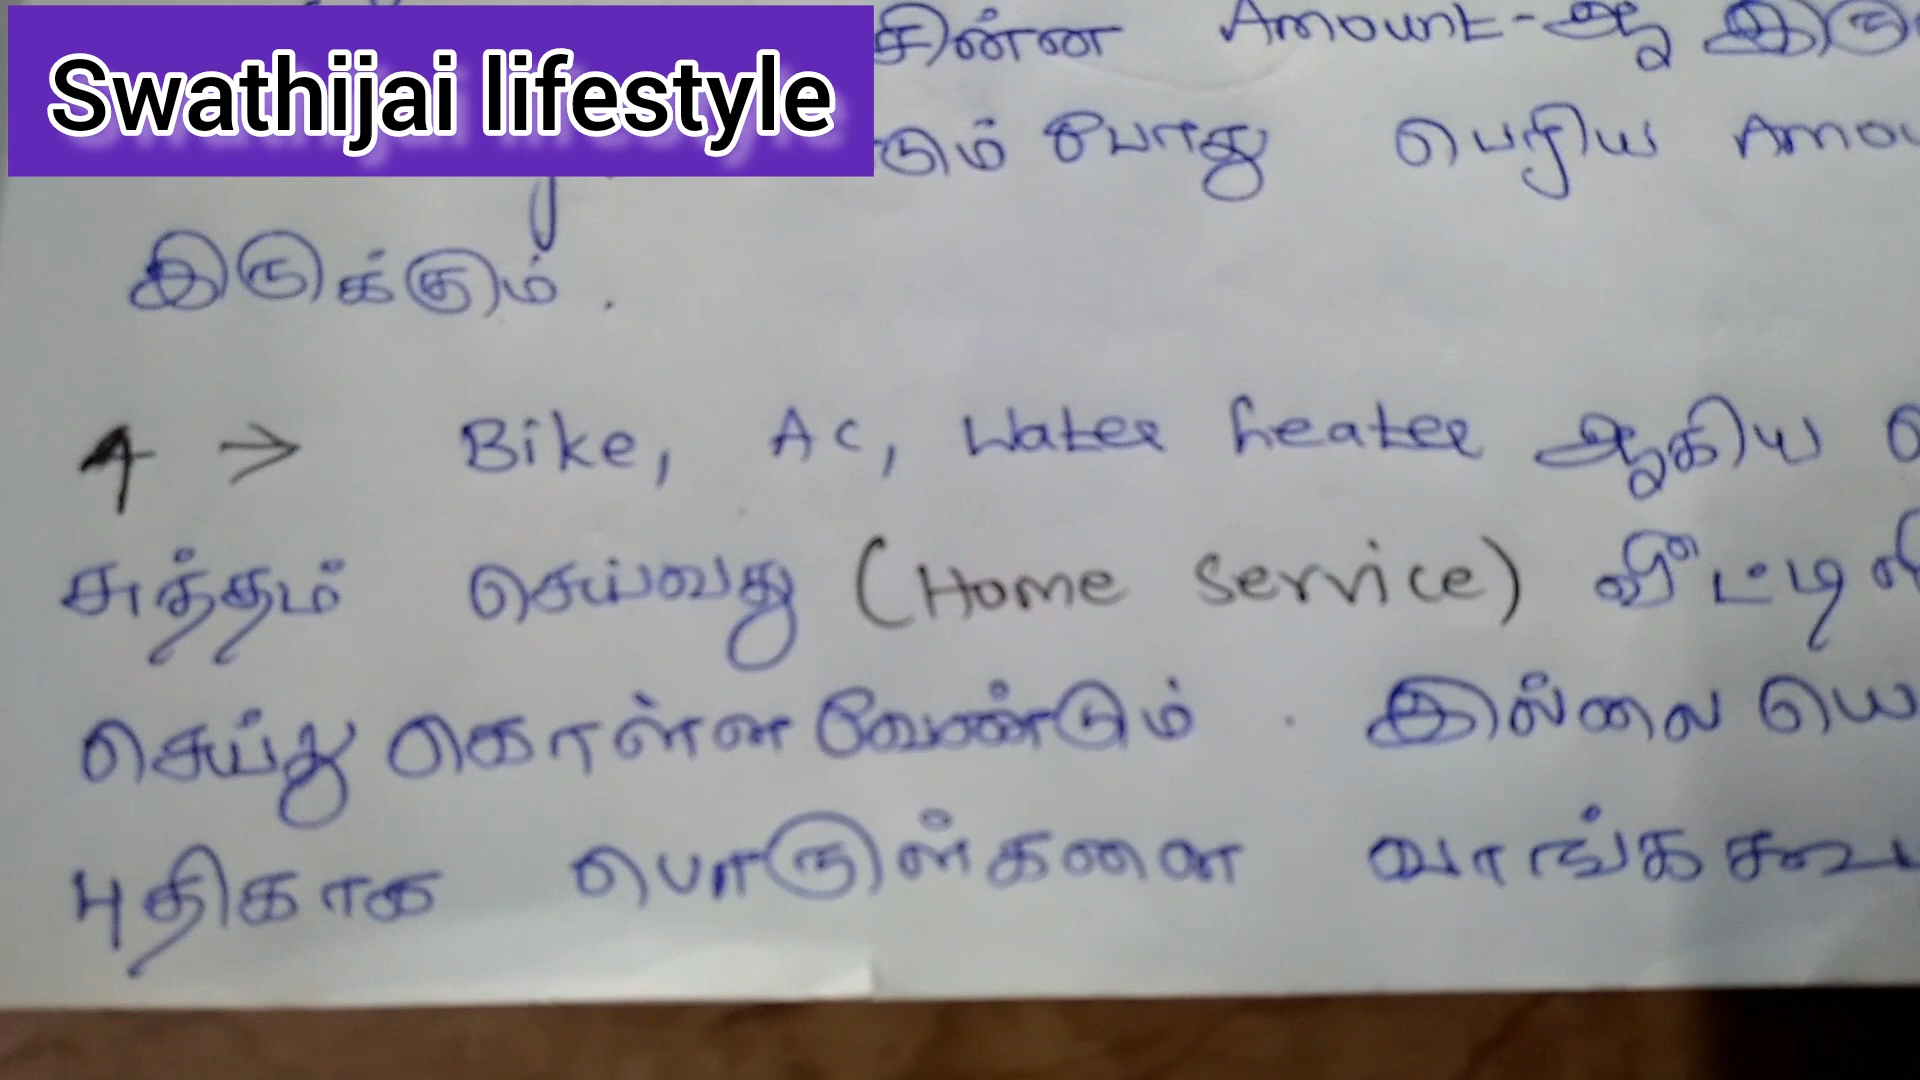 Swathijai lifestyle
சின்ன Amount-ஆ
போது பெரிய
இருக்கும்.
4 → Bike, AC, Water heater ஆகிய
சுத்தம் செய்வது (Home Service)
செய்து கொள்ள வேண்டும். இல்லை
புதிகாக பொருள்களை வாங்க